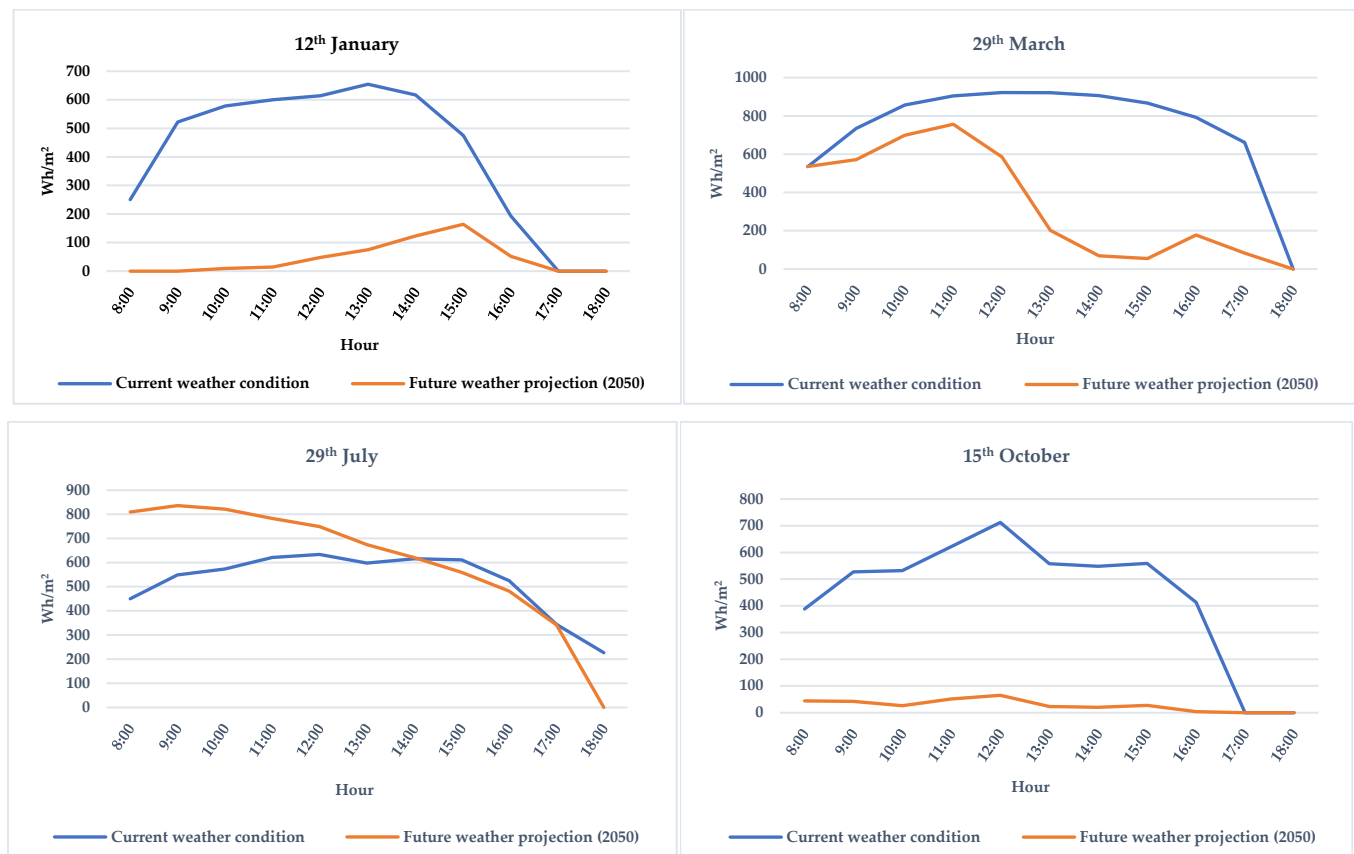 12th January
700
600
500
400
300
200
100
0
Wh/m²
8:00 9:00 10:00 11:00 12:00 13:00 14:00 15:00 16:00 17:00 18:00
Hour
Current weather condition Future weather projection (2050)
29th March
1000
800
600
400
200
0
Wh/m²
8:00 9:00 10:00 11:00 12:00 13:00 14:00 15:00 16:00 17:00 18:00
Hour
Current weather condition Future weather projection (2050)
29th July
900
800
700
600
500
400
300
200
100
0
Wh/m²
8:00 9:00 10:00 11:00 12:00 13:00 14:00 15:00 16:00 17:00 18:00
Hour
Current weather condition Future weather projection (2050)
15th October
800
700
600
500
400
300
200
100
0
Wh/m²
8:00 9:00 10:00 11:00 12:00 13:00 14:00 15:00 16:00 17:00 18:00
Hour
Current weather condition Future weather projection (2050)